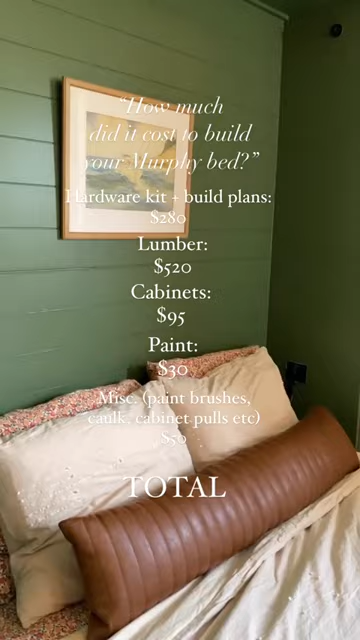 "How much
did it cost to build
your Murphy bed?"
Hardware kit + build plans:
$280
Lumber:
$520
Cabinets:
$95
Paint:
$30
Misc. (paint brushes,
caulk, cabinet pulls etc)
$50
TOTAL